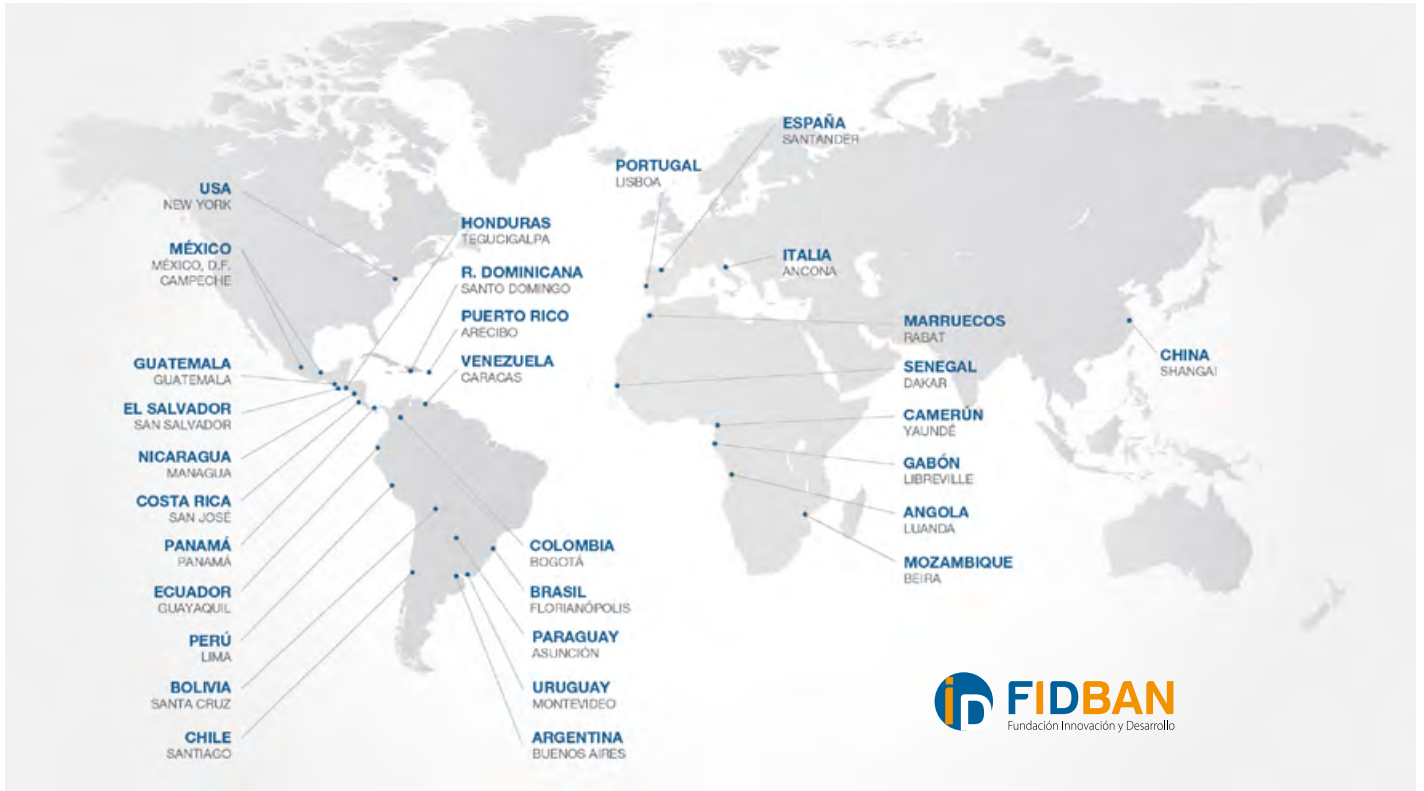 USA
NEW YORK
MÉXICO
MÉXICO, D.F.
CAMPECHE
GUATEMALA
GUATEMALA
EL SALVADOR
SAN SALVADOR
NICARAGUA
MANAGUA
COSTA RICA
SAN JOSÉ
PANAMÁ
PANAMÁ
ECUADOR
GUAYAQUIL
PERÚ
LIMA
BOLIVIA
SANTA CRUZ
CHILE
SANTIAGO
HONDURAS
TEGUCIGALPA
R. DOMINICANA
SANTO DOMINGO
PUERTO RICO
ARECIBO
VENEZUELA
CARACAS
COLOMBIA
BOGOTÁ
BRASIL
FLORIANÓPOLIS
PARAGUAY
ASUNCIÓN
URUGUAY
MONTEVIDEO
ARGENTINA
BUENOS AIRES
PORTUGAL
LISBOA
ESPAÑA
SANTANDER
ITALIA
ANCONA
MARRUECOS
RABAT
SENEGAL
DAKAR
CAMERÚN
YAUNDÉ
GABÓN
LIBREVILLE
ANGOLA
LUANDA
MOZAMBIQUE
BEIRA
CHINA
SHANGAI
iD FIDBAN
Fundación Innovación y Desarrollo